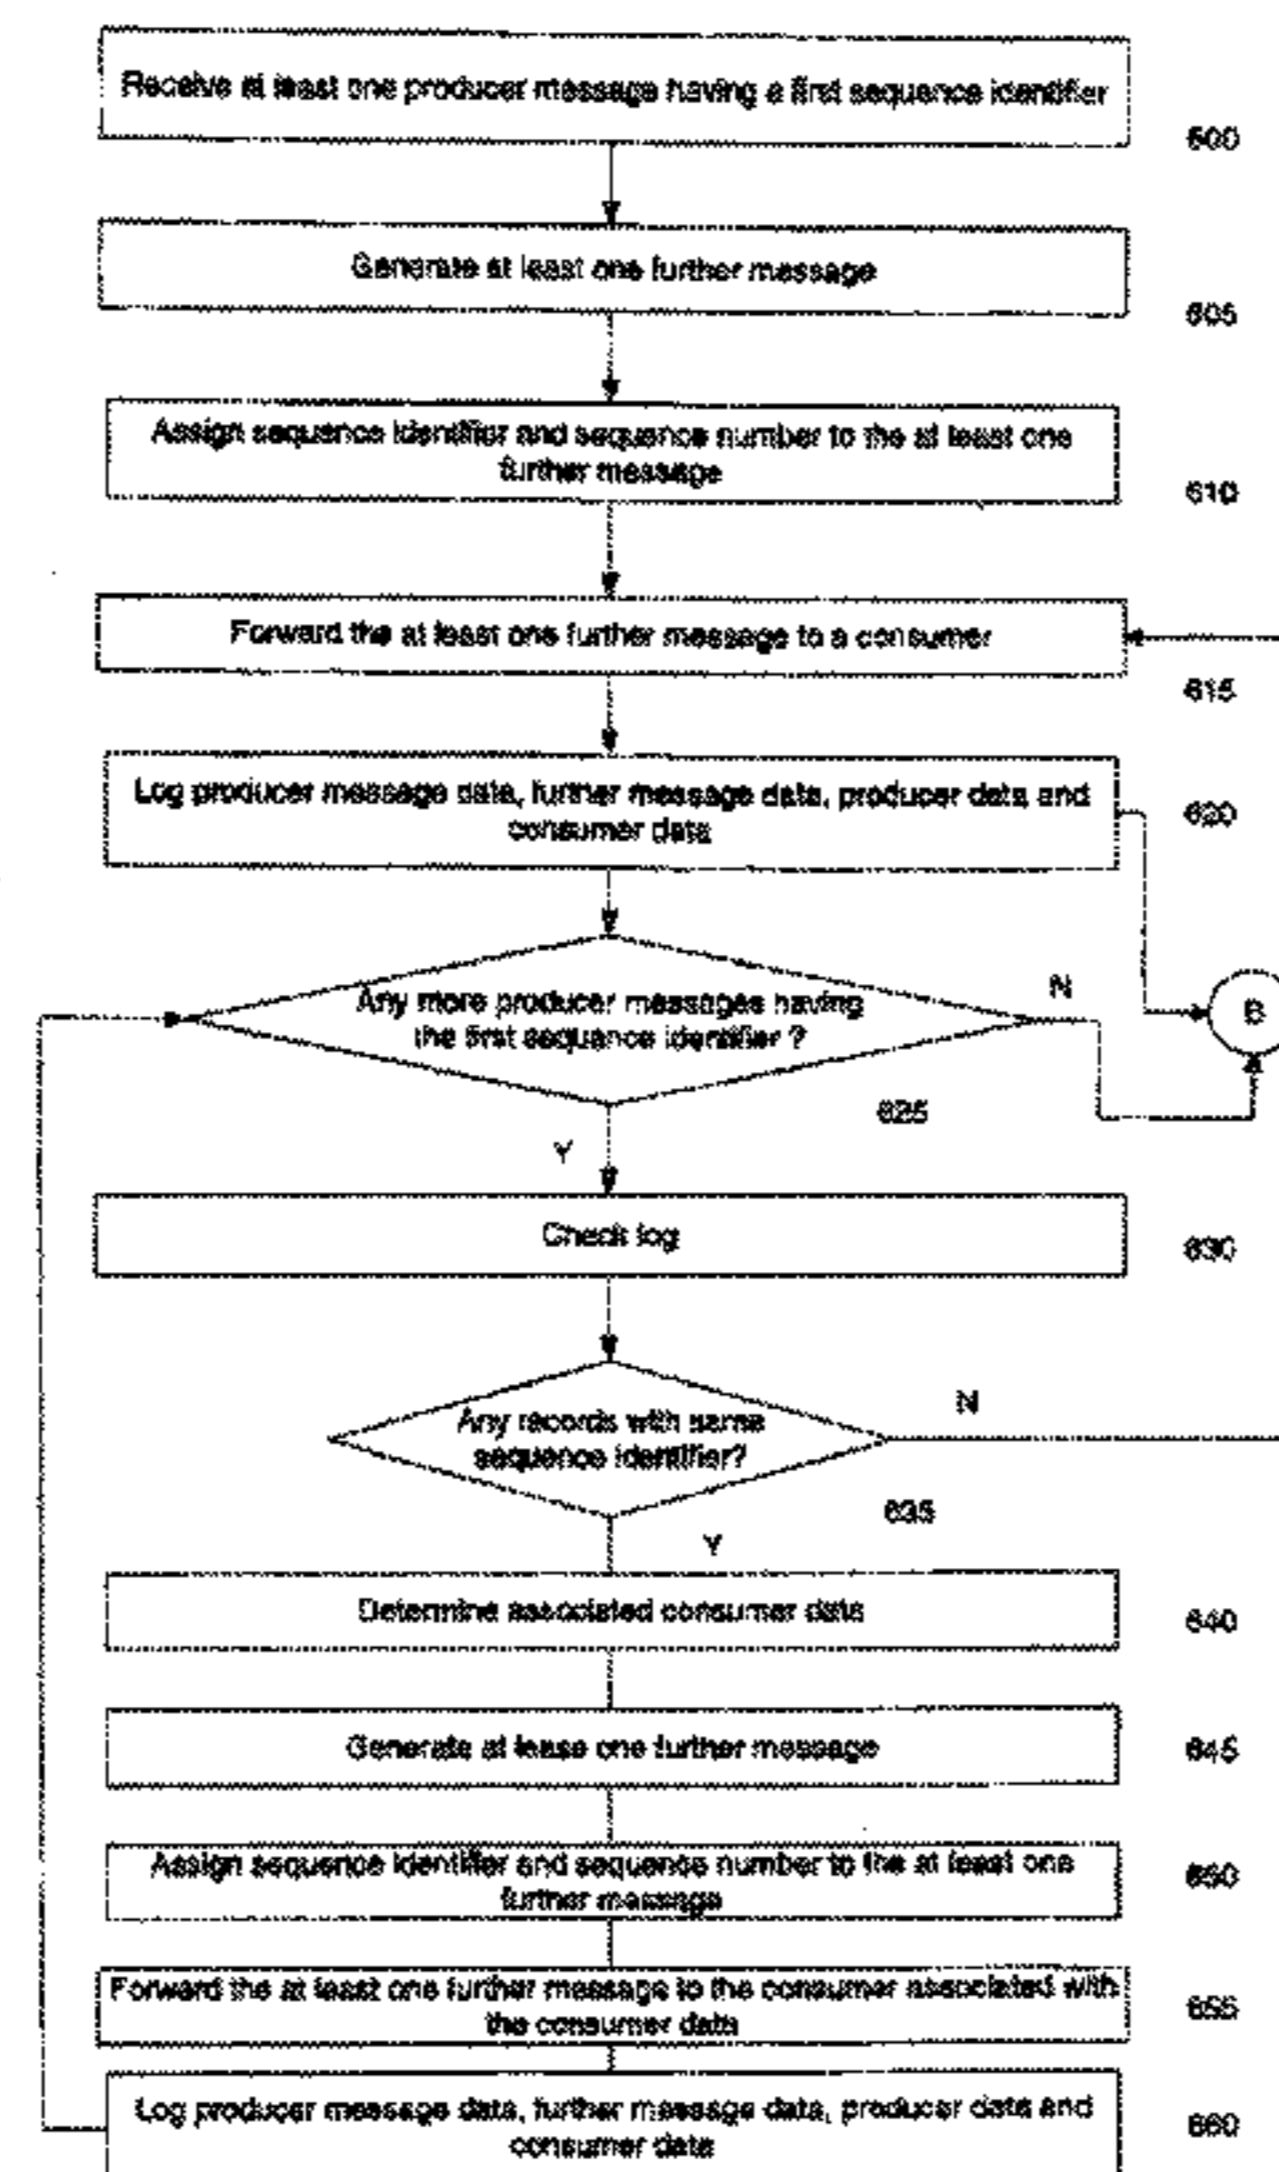 Receive at least one producer message having a first sequence identifier
600
Generate at least one further message
605
Assign sequence identifier and sequence number to the at least one
further message
610
Forward the at least one further message to a consumer
615
Log producer message data, further message data, producer data and
consumer data
620
N
B
Any more producer messages having
the first sequence identifier ?
625
Y
Check log
630
N
Any records with same
sequence identifier?
635
Y
Determine associated consumer data
640
Generate at lease one further message
645
Assign sequence identifier and sequence number to the at least one
further message
650
Forward the at least one further message to the consumer associated with
the consumer data
655
Log producer message data, further message data, producer data and
consumer data
660